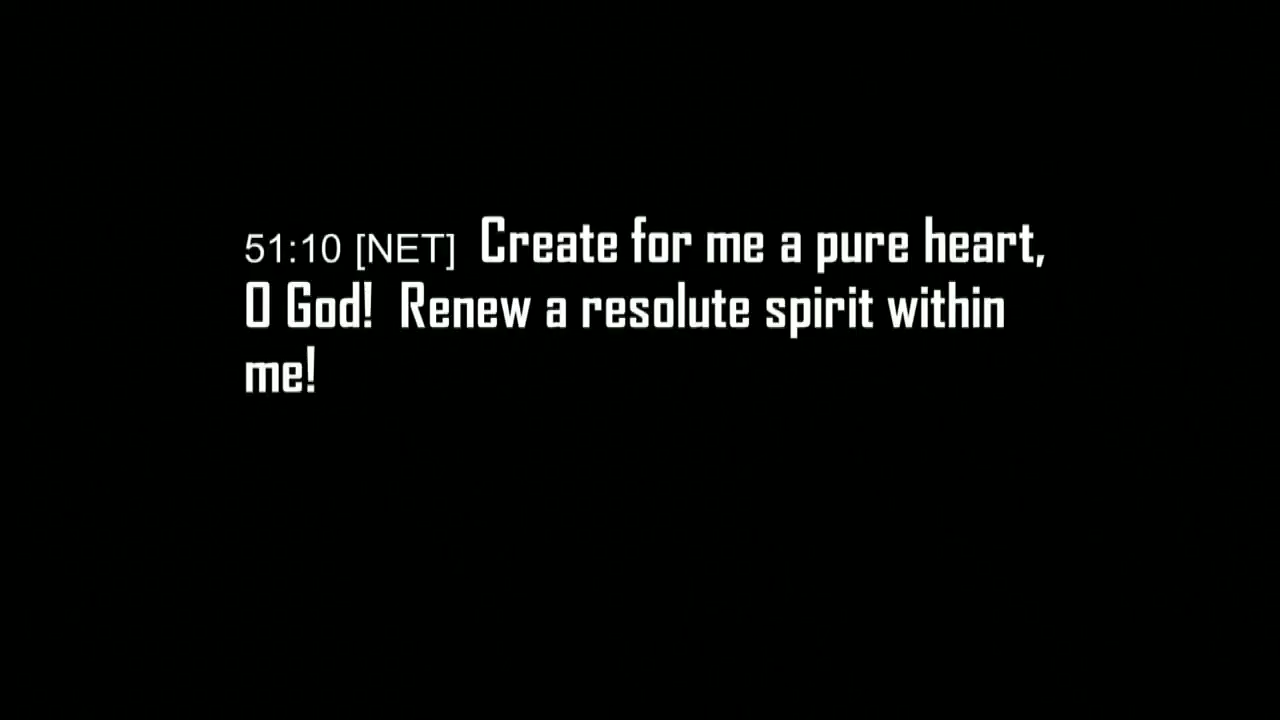 51:10 [NET] Create for me a pure heart,
O God! Renew a resolute spirit within
me!